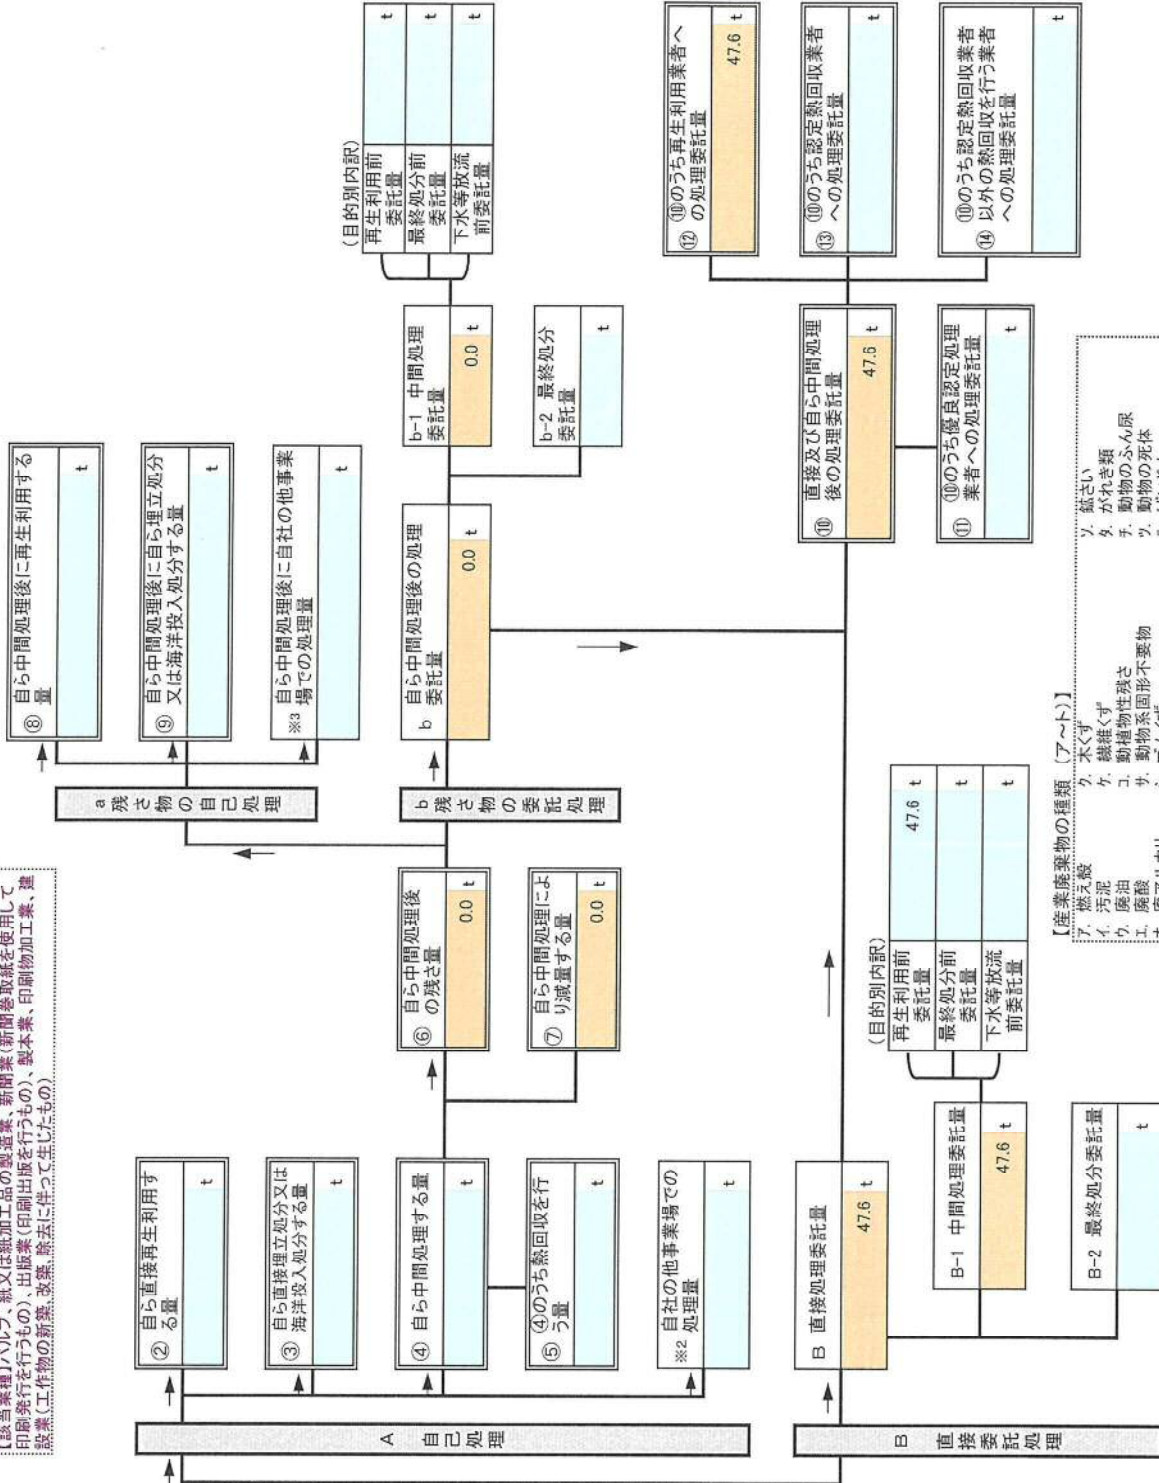 【該当業種】パルプ、紙又は紙加工品の製造業、新聞業(新聞巻取紙を使用して
印刷発行を行うもの)、出版業(印刷出版を行うもの)、製本業、印刷物加工業、建
設業(工作物の新築、改築、除去に伴って生じたもの)
A 自己処理
② 自ら直接再生利用す
る量
t
③ 自ら直接埋立処分又は
海洋投入処分する量
t
④ 自ら中間処理する量
t
⑤ ④のうち熱回収を行
う量
t
※2 自社の他事業場での
処理量
t
⑥ 自ら中間処理後
の残さ量
0.0 t
⑦ 自ら中間処理によ
り減量する量
0.0 t
a 残さ物の自己処理
⑧ 自ら中間処理後に再生利用する
量
t
⑨ 自ら中間処理後に自ら埋立処分
又は海洋投入処分する量
t
※3 自ら中間処理後に自社の他事業
場での処理量
t
b 残さ物の委託処理
b 自ら中間処理後の処理
委託量
0.0 t
b-1 中間処理
委託量
0.0 t
b-2 最終処分
委託量
t
(目的別内訳)
再生利用前
委託量
t
最終処分前
委託量
t
下水等放流
前委託量
t
B 直接委託処理
B 直接処理委託量
47.6 t
B-1 中間処理委託量
47.6 t
B-2 最終処分委託量
t
(目的別内訳)
再生利用前
委託量
47.6 t
最終処分前
委託量
t
下水等放流
前委託量
t
⑩ 直接及び自ら中間処理
後の処理委託量
47.6 t
⑪ ⑩のうち優良認定処理
業者への処理委託量
t
⑫ ⑩のうち再生利用業者へ
の処理委託量
47.6 t
⑬ ⑩のうち認定熱回収業者
への処理委託量
t
⑭ ⑩のうち認定熱回収業者
以外の熱回収を行う業者
への処理委託量
t
【産業廃棄物の種類 (ア~ト)】
ア. 燃え殻
イ. 汚泥
ウ. 廃油
エ. 廃酸
ク. 木くず
ケ. 繊維くず
コ. 動植物性残さ
サ. 動物系固形不要物
ソ. 鉱さい
タ. がれき類
チ. 動物のふん尿
ツ. 動物の死体